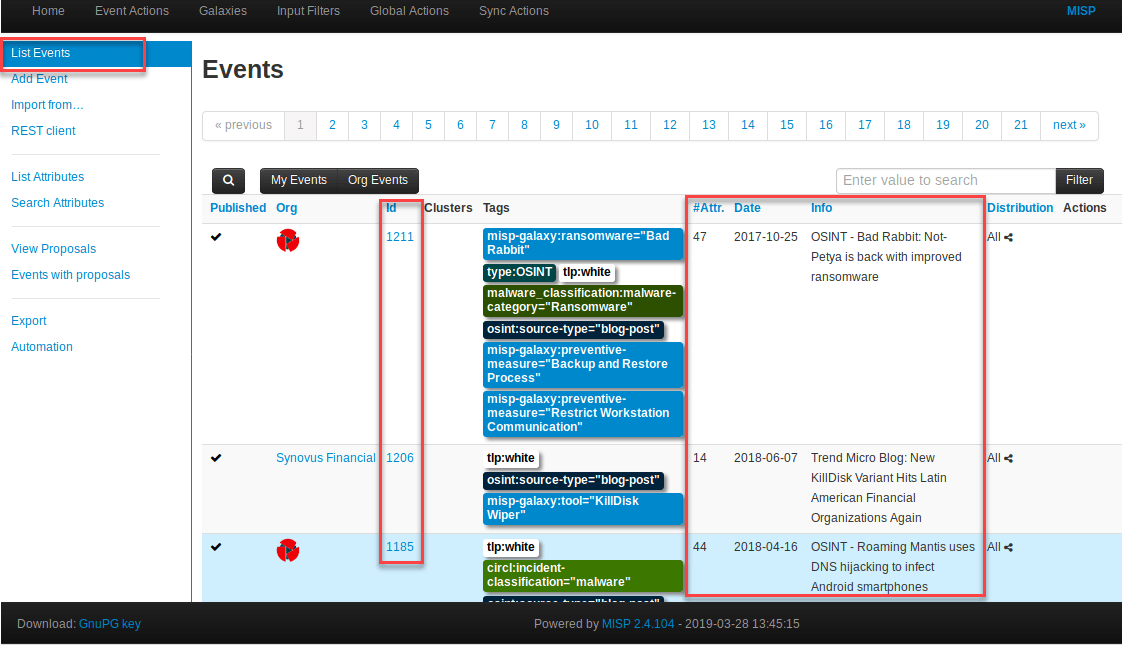 Home Event Actions Galaxies Input Filters Global Actions Sync Actions MISP
List Events
Add Event
Import from…
REST client
List Attributes
Search Attributes
View Proposals
Events with proposals
Export
Automation
Events
« previous 1 2 3 4 5 6 7 8 9 10 11 12 13 14 15 16 17 18 19 20 21 next »
My Events Org Events Enter value to search Filter
Published Org Id Clusters Tags #Attr. Date Info Distribution Actions
1211
misp-galaxy:ransomware="Bad
Rabbit"
type:OSINT tlp:white
malware_classification:malware-
category="Ransomware"
osint:source-type="blog-post"
misp-galaxy:preventive-
measure="Backup and Restore
Process"
misp-galaxy:preventive-
measure="Restrict Workstation
Communication"
47 2017-10-25
OSINT - Bad Rabbit: Not-
Petya is back with improved
ransomware
All
Synovus Financial 1206
tlp:white
osint:source-type="blog-post"
misp-galaxy:tool="KillDisk
Wiper"
14 2018-06-07
Trend Micro Blog: New
KillDisk Variant Hits Latin
American Financial
Organizations Again
All
1185
tlp:white
circl:incident-
classification="malware"
osint:source-type="blog-post"
44 2018-04-16
OSINT - Roaming Mantis uses
DNS hijacking to infect
Android smartphones
All
Download: GnuPG key Powered by MISP 2.4.104 - 2019-03-28 13:45:15